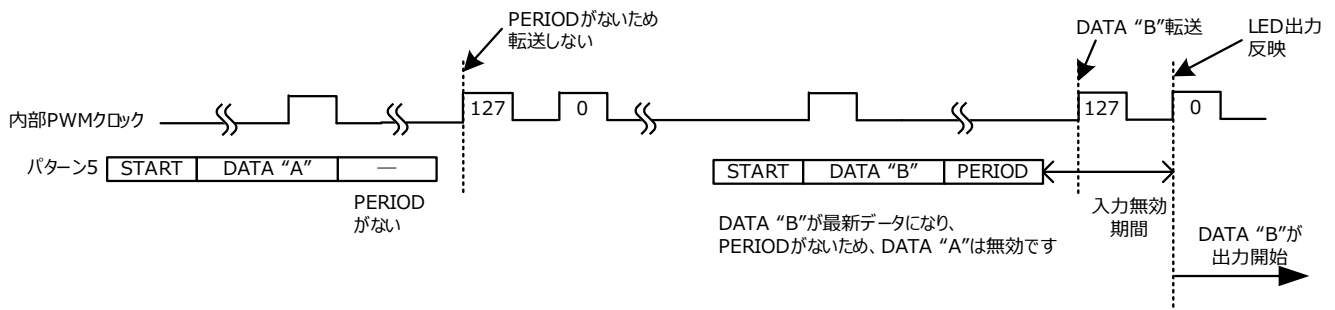 PERIODがないため
転送しない
DATA “B”転送
LED出力
反映
内部PWMクロック
127
0
127
0
パターン5
START
DATA “A”
—
START
DATA “B”
PERIOD
PERIOD
がない
DATA “B”が最新データになり、
PERIODがないため、DATA “A”は無効です
入力無効
期間
DATA “B”が
出力開始